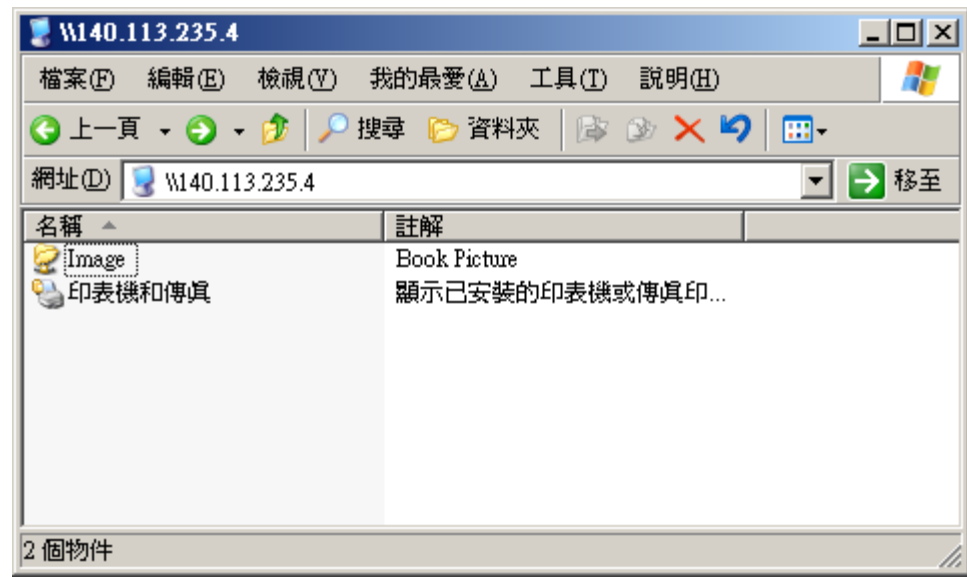 \\140.113.235.4
檔案(F) 編輯(E) 檢視(V) 我的最愛(A) 工具(T) 說明(H)
上一頁 搜尋 資料夾
網址(D) \\140.113.235.4 移至
名稱 註解
Image Book Picture
印表機和傳真 顯示已安裝的印表機或傳真印...
2 個物件